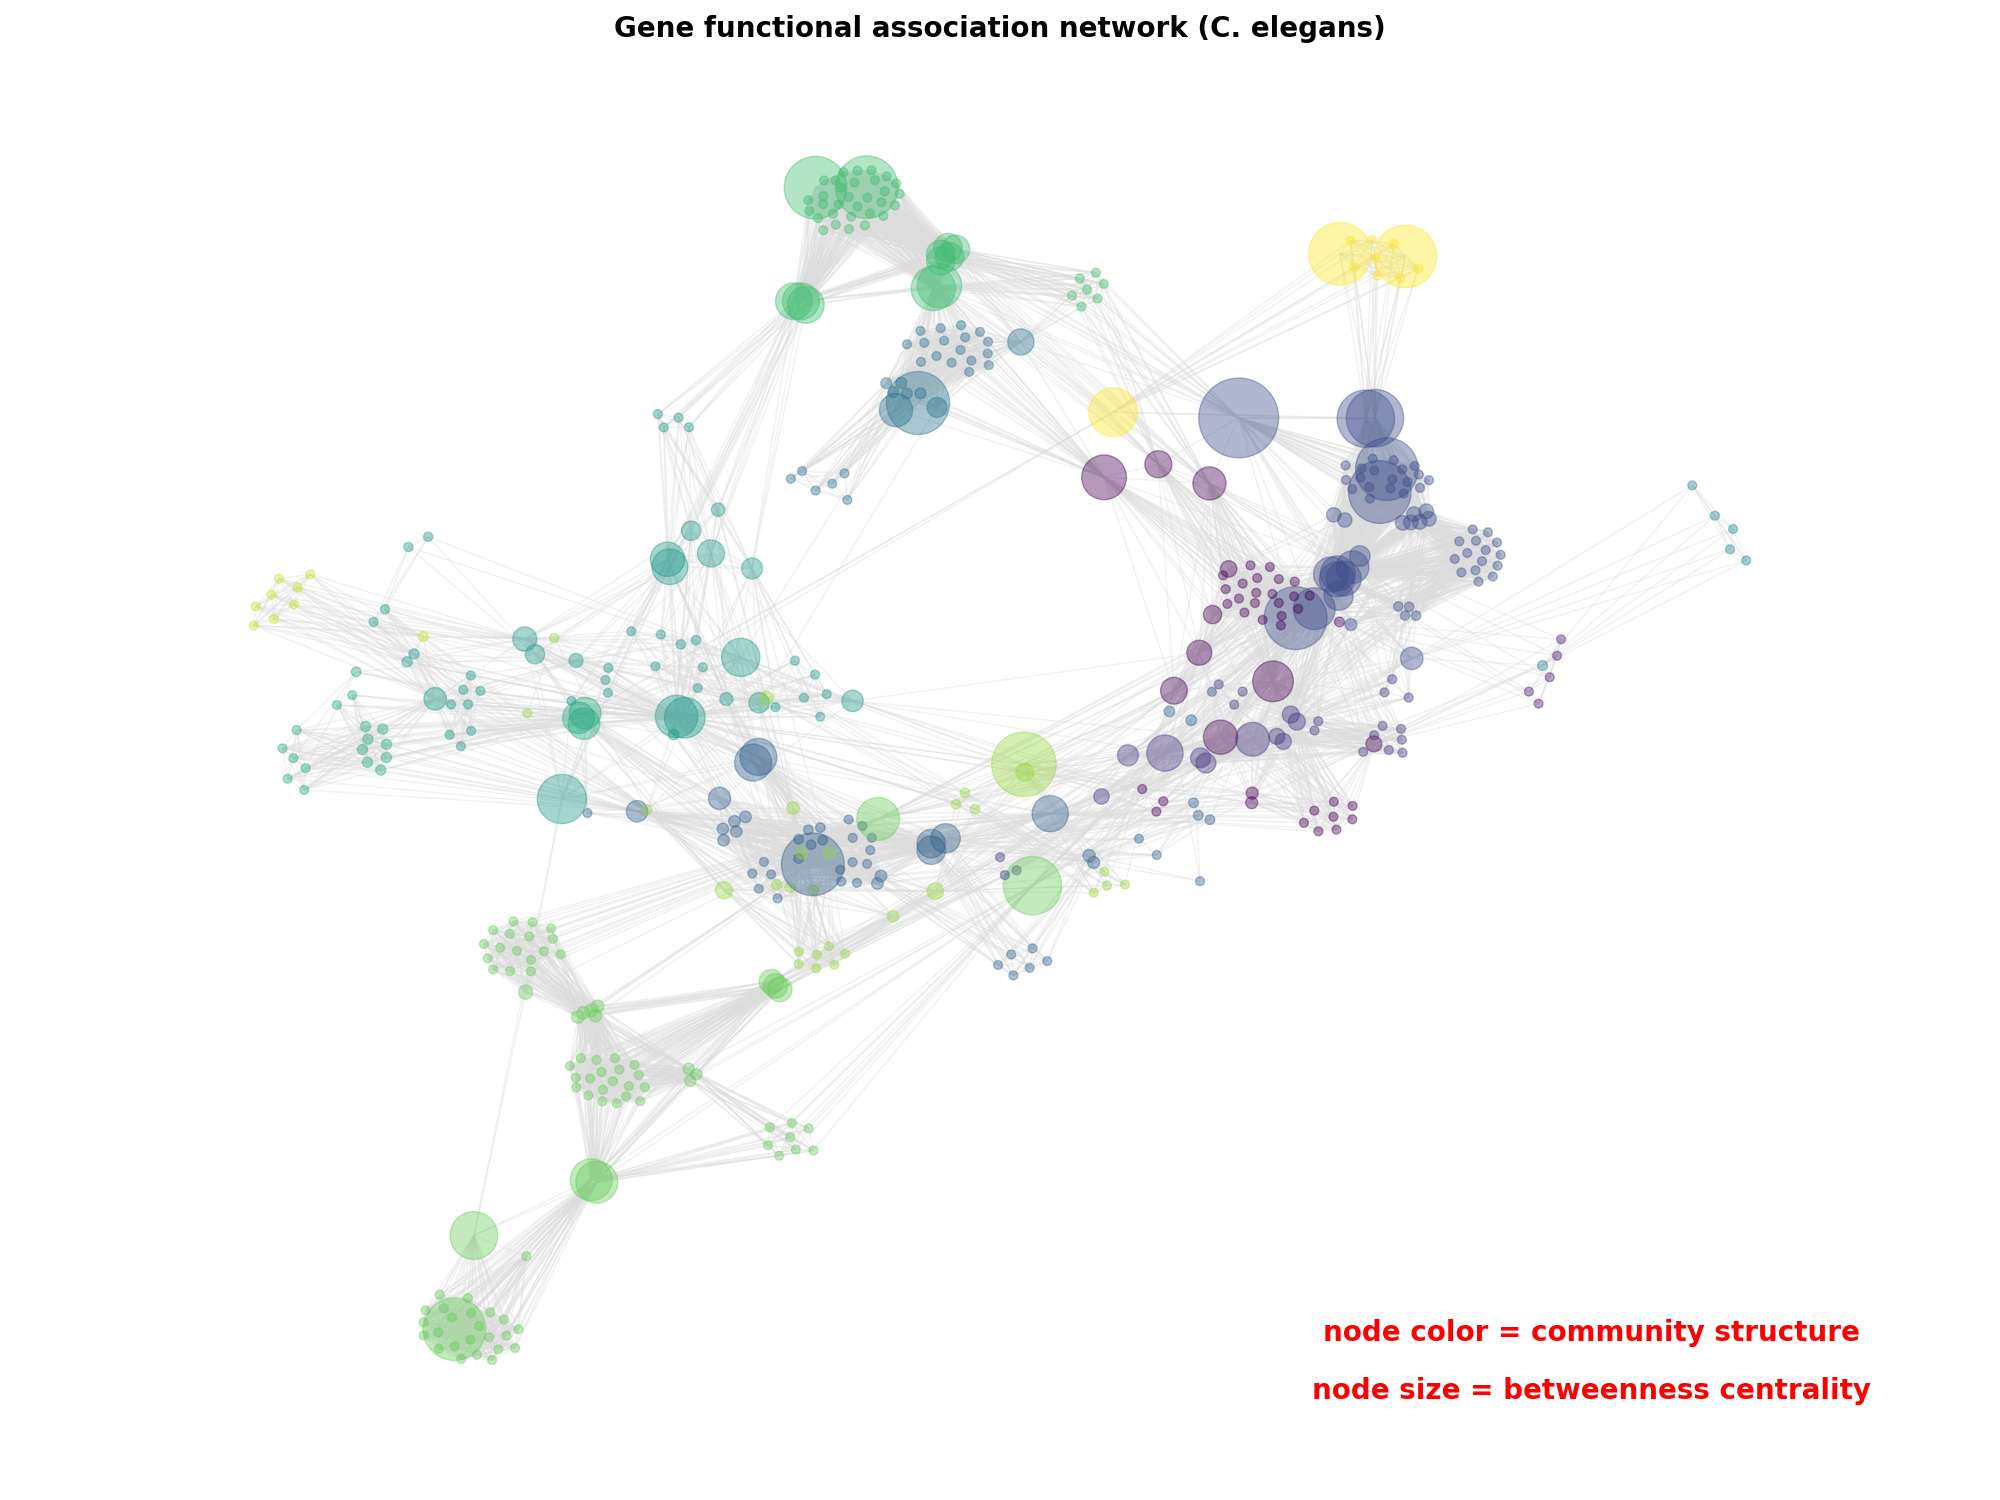 Gene functional association network (C. elegans)
node color = community structure
node size = betweenness centrality